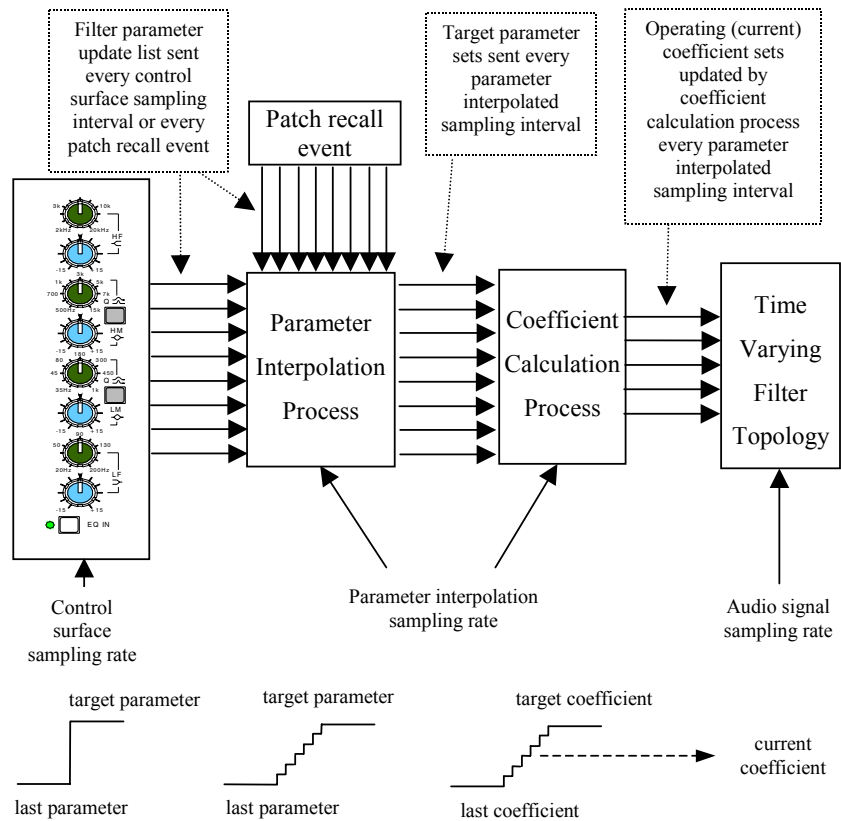 Filter parameter
update list sent
every control
surface sampling
interval or every
patch recall event
Patch recall
event
Target parameter
sets sent every
parameter
interpolated
sampling interval
Operating (current)
coefficient sets
updated by
coefficient
calculation process
every parameter
interpolated
sampling interval
3k 10k
2kHz 20kHz
HF
-15 +15
3k
1k 5k
700 7k
Q
500Hz 15k
HM
-15 +15
180
80 300
45 450
Q
35Hz 1k
LM
-15 +15
90
50 130
20Hz 200Hz
LF
-15 +15
EQ IN
Parameter
Interpolation
Process
Coefficient
Calculation
Process
Time
Varying
Filter
Topology
Control
surface
sampling rate
Parameter interpolation
sampling rate
Audio signal
sampling rate
target parameter
last parameter
target parameter
last parameter
target coefficient
last coefficient
current
coefficient